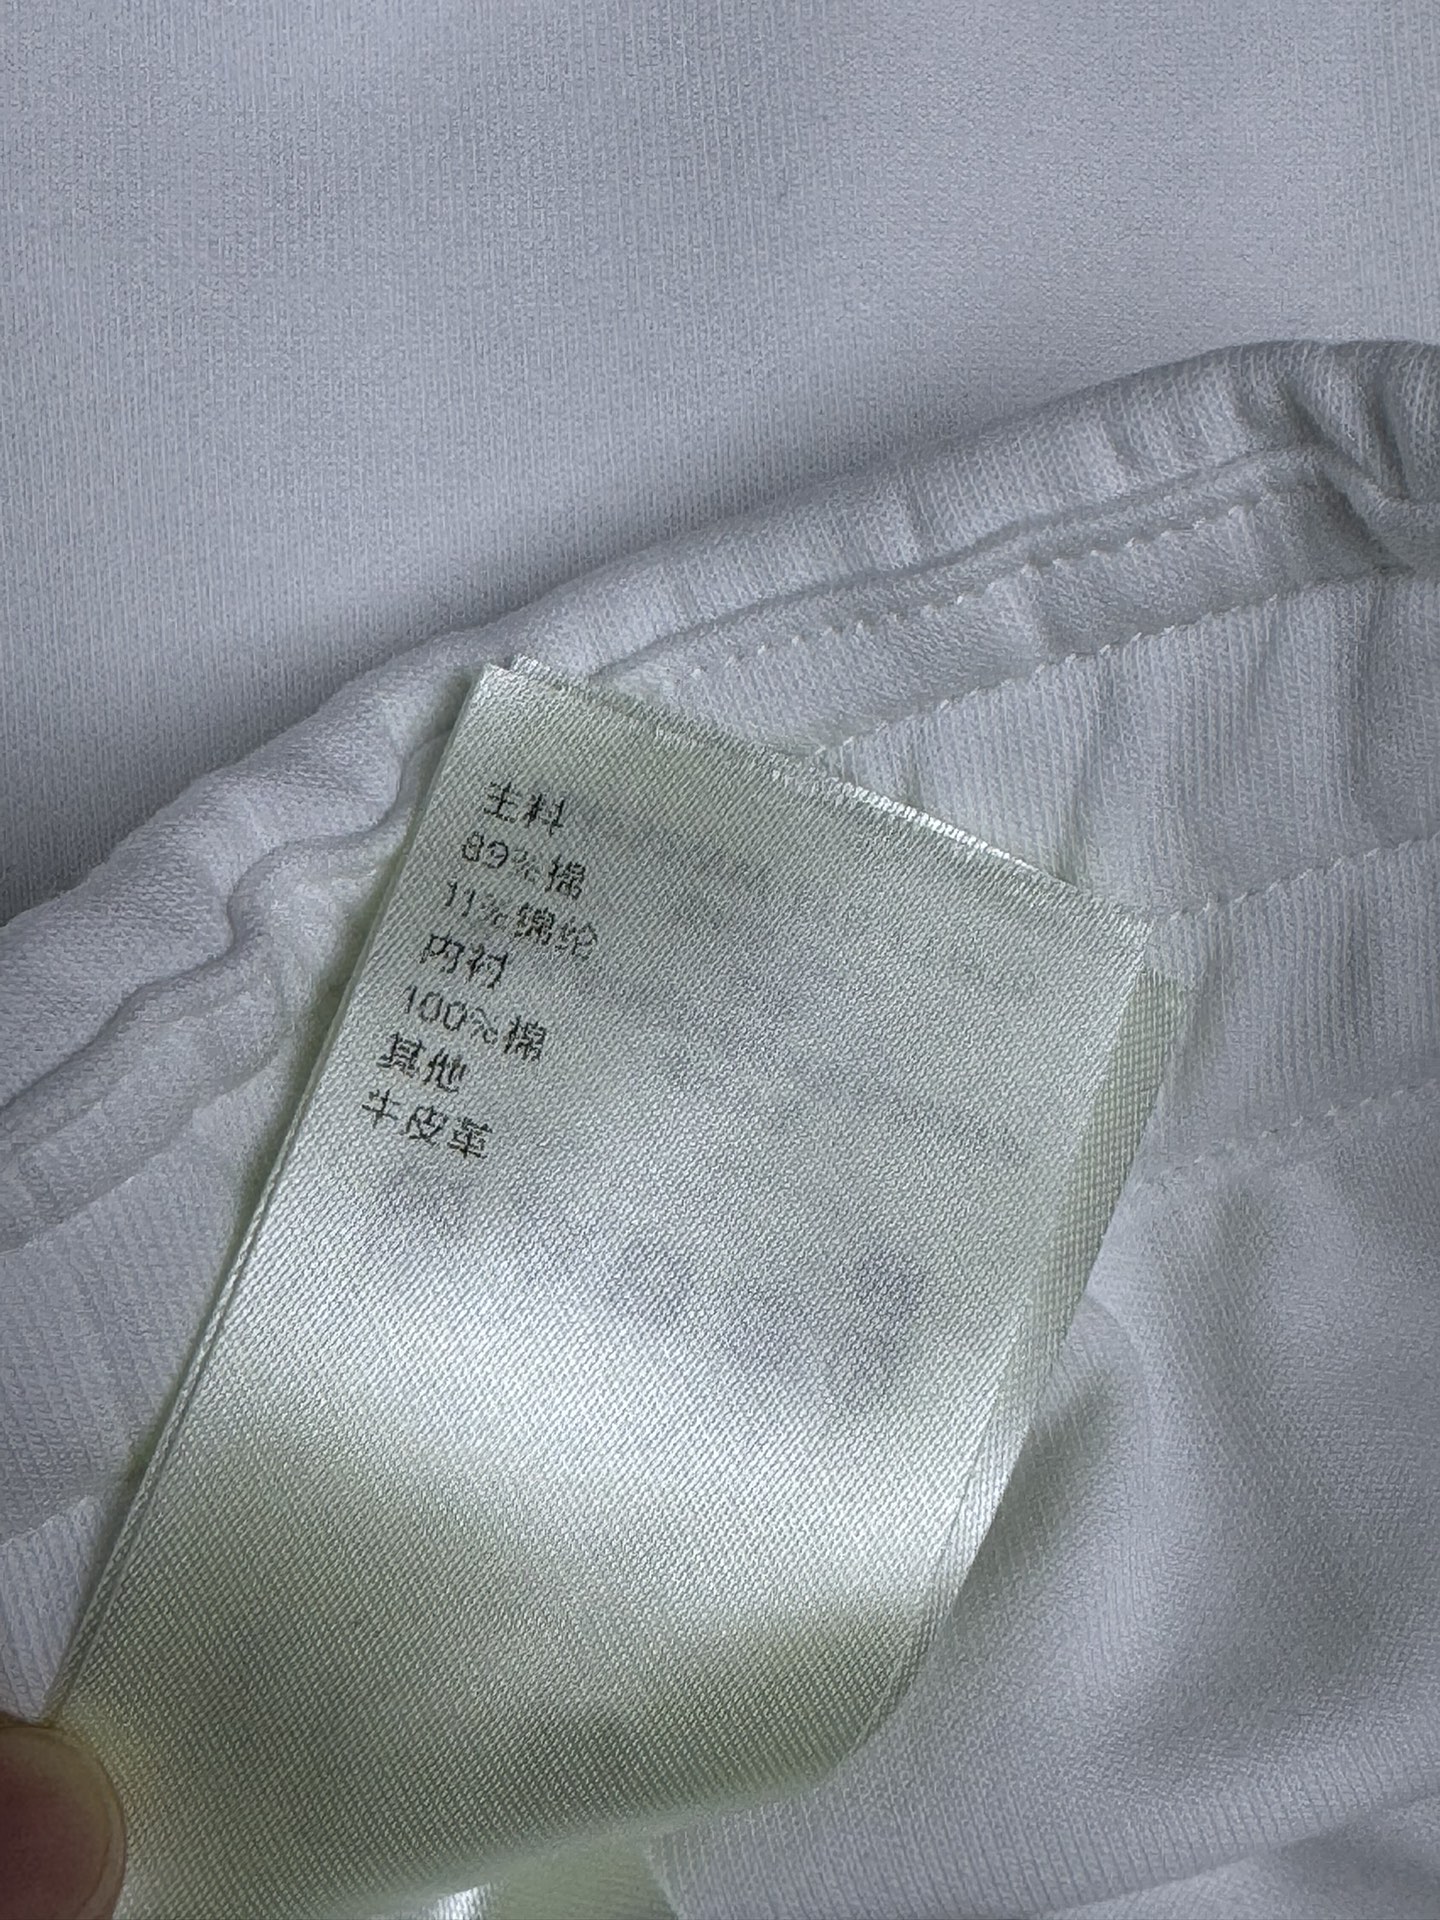 主料
89%棉
11%锦纶
内衬
100%棉
其他
牛皮革